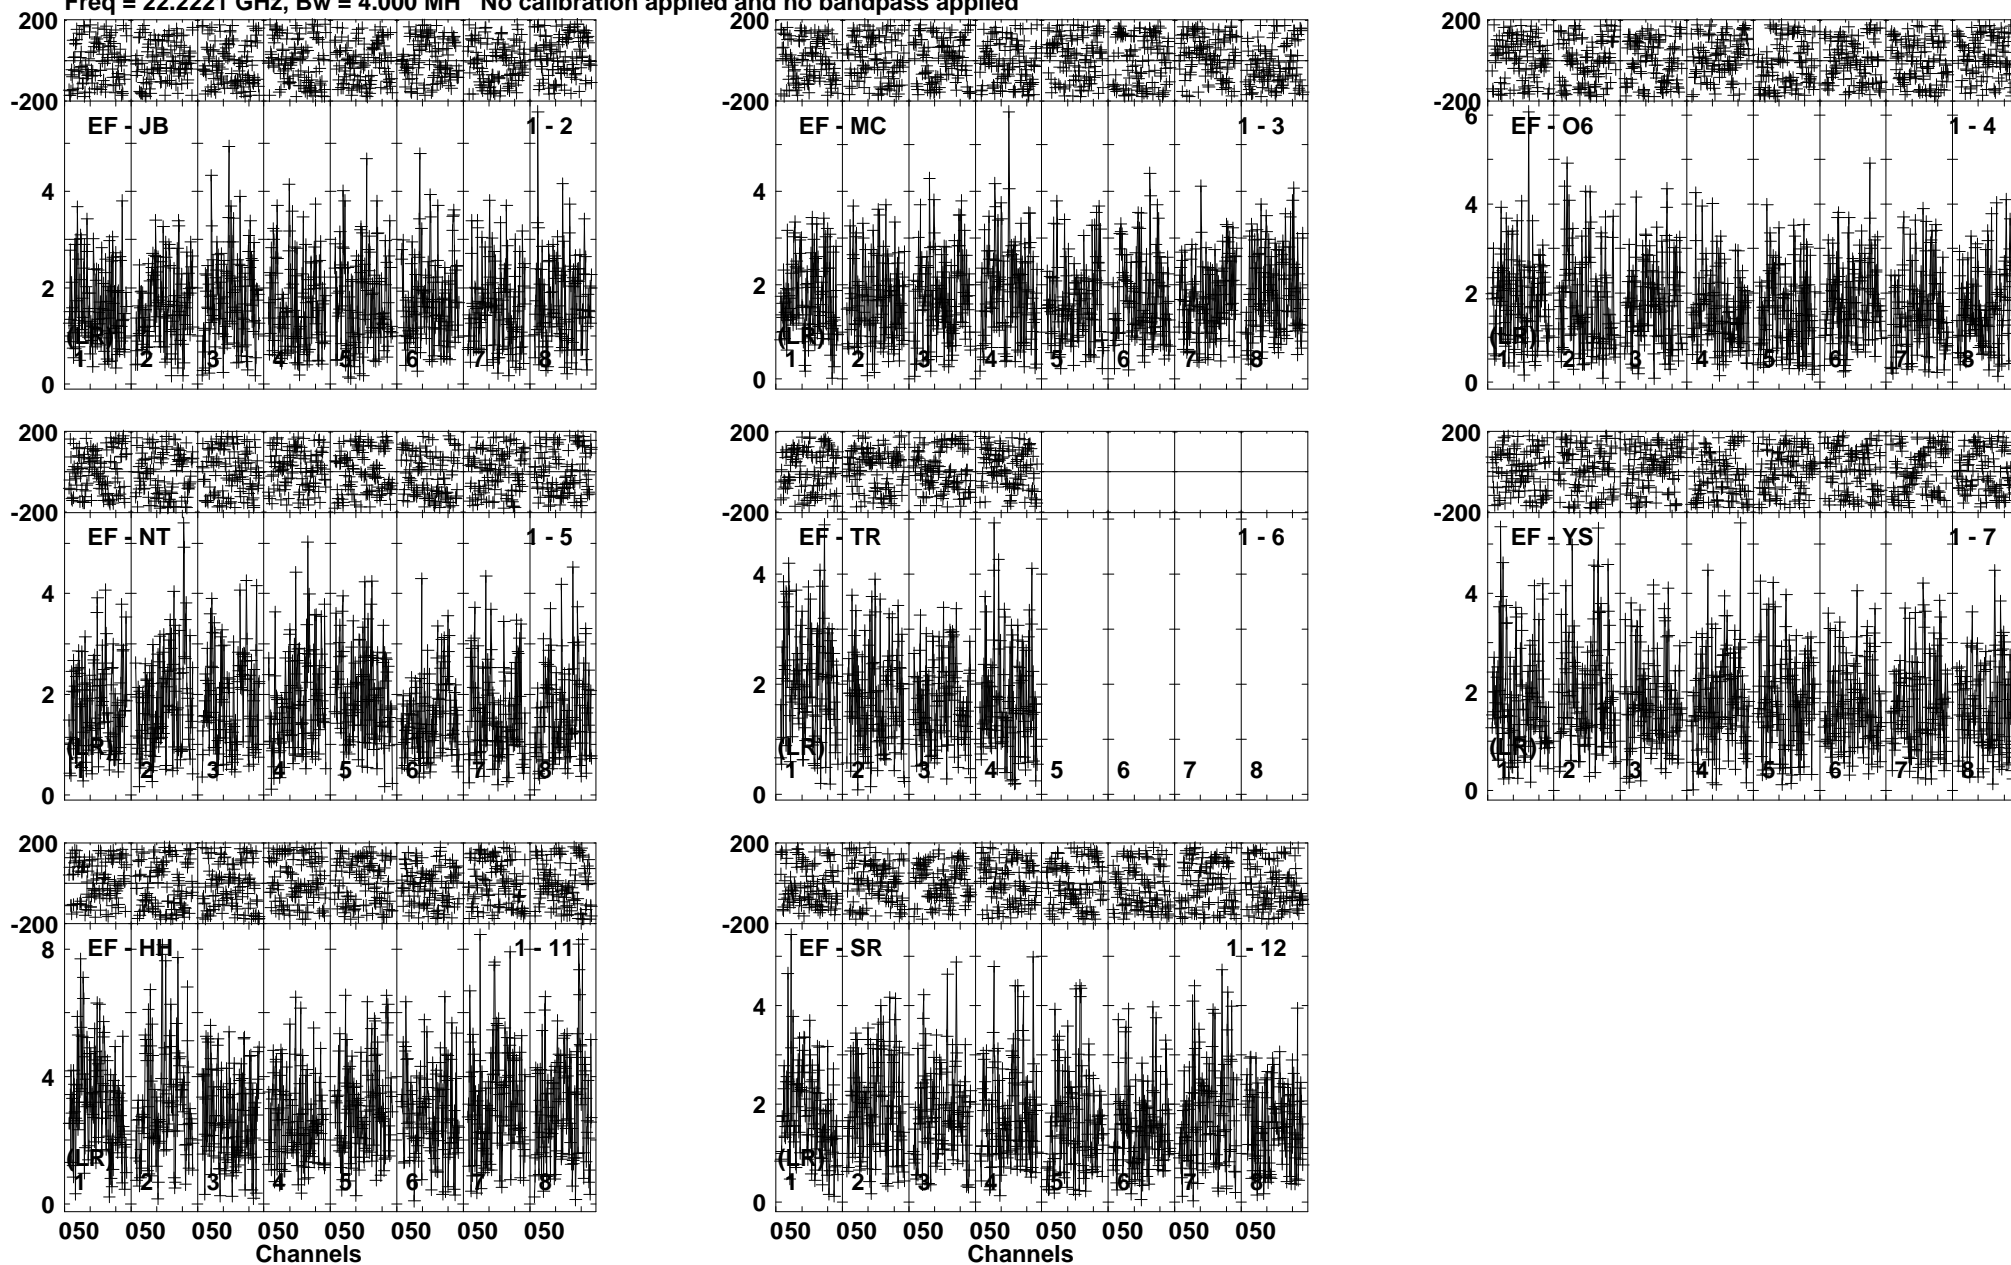 Freq = 22.2221 GHz, Bw = 4.000 MH No calibration applied and no bandpass applied
200
-200
EF - JB 1 - 2
4
2
0
(LR)
1 2 3 4 5 6 7 8
200
-200
EF - MC 1 - 3
4
2
0
(LR)
1 2 3 4 5 6 7 8
200
-200
6
EF - O6 1 - 4
4
2
0
(LR)
1 2 3 4 5 6 7 8
200
-200
EF - NT 1 - 5
4
2
0
(LR)
1 2 3 4 5 6 7 8
200
-200
EF - TR 1 - 6
4
2
0
(LR)
1 2 3 4 5 6 7 8
200
-200
EF - YS 1 - 7
4
2
0
(LR)
1 2 3 4 5 6 7 8
200
-200
8
EF - HH 1 - 11
4
0
(LR)
1 2 3 4 5 6 7 8
050 050 050 050 050 050 050 050
Channels
200
-200
EF - SR 1 - 12
4
2
0
(LR)
1 2 3 4 5 6 7 8
050 050 050 050 050 050 050 050
Channels